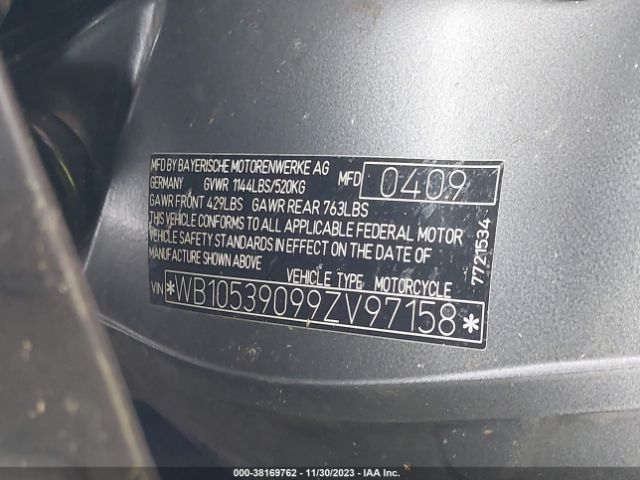 MFD BY BAYERISCHE MOTORENWERKE AG
GERMANY GVWR 1144LBS/520KG MFD 0409
GAWR FRONT 429LBS GAWR REAR 763LBS
THIS VEHICLE CONFORMS TO ALL APPLICABLE FEDERAL MOTOR
VEHICLE SAFETY STANDARDS IN EFFECT ON THE DATE OF
MANUFACTURE SHOWN ABOVE
VEHICLE TYPE MOTORCYCLE
VIN *WB10539099ZV97158*
7721534
000-38169762 - 11/30/2023 - IAA Inc.